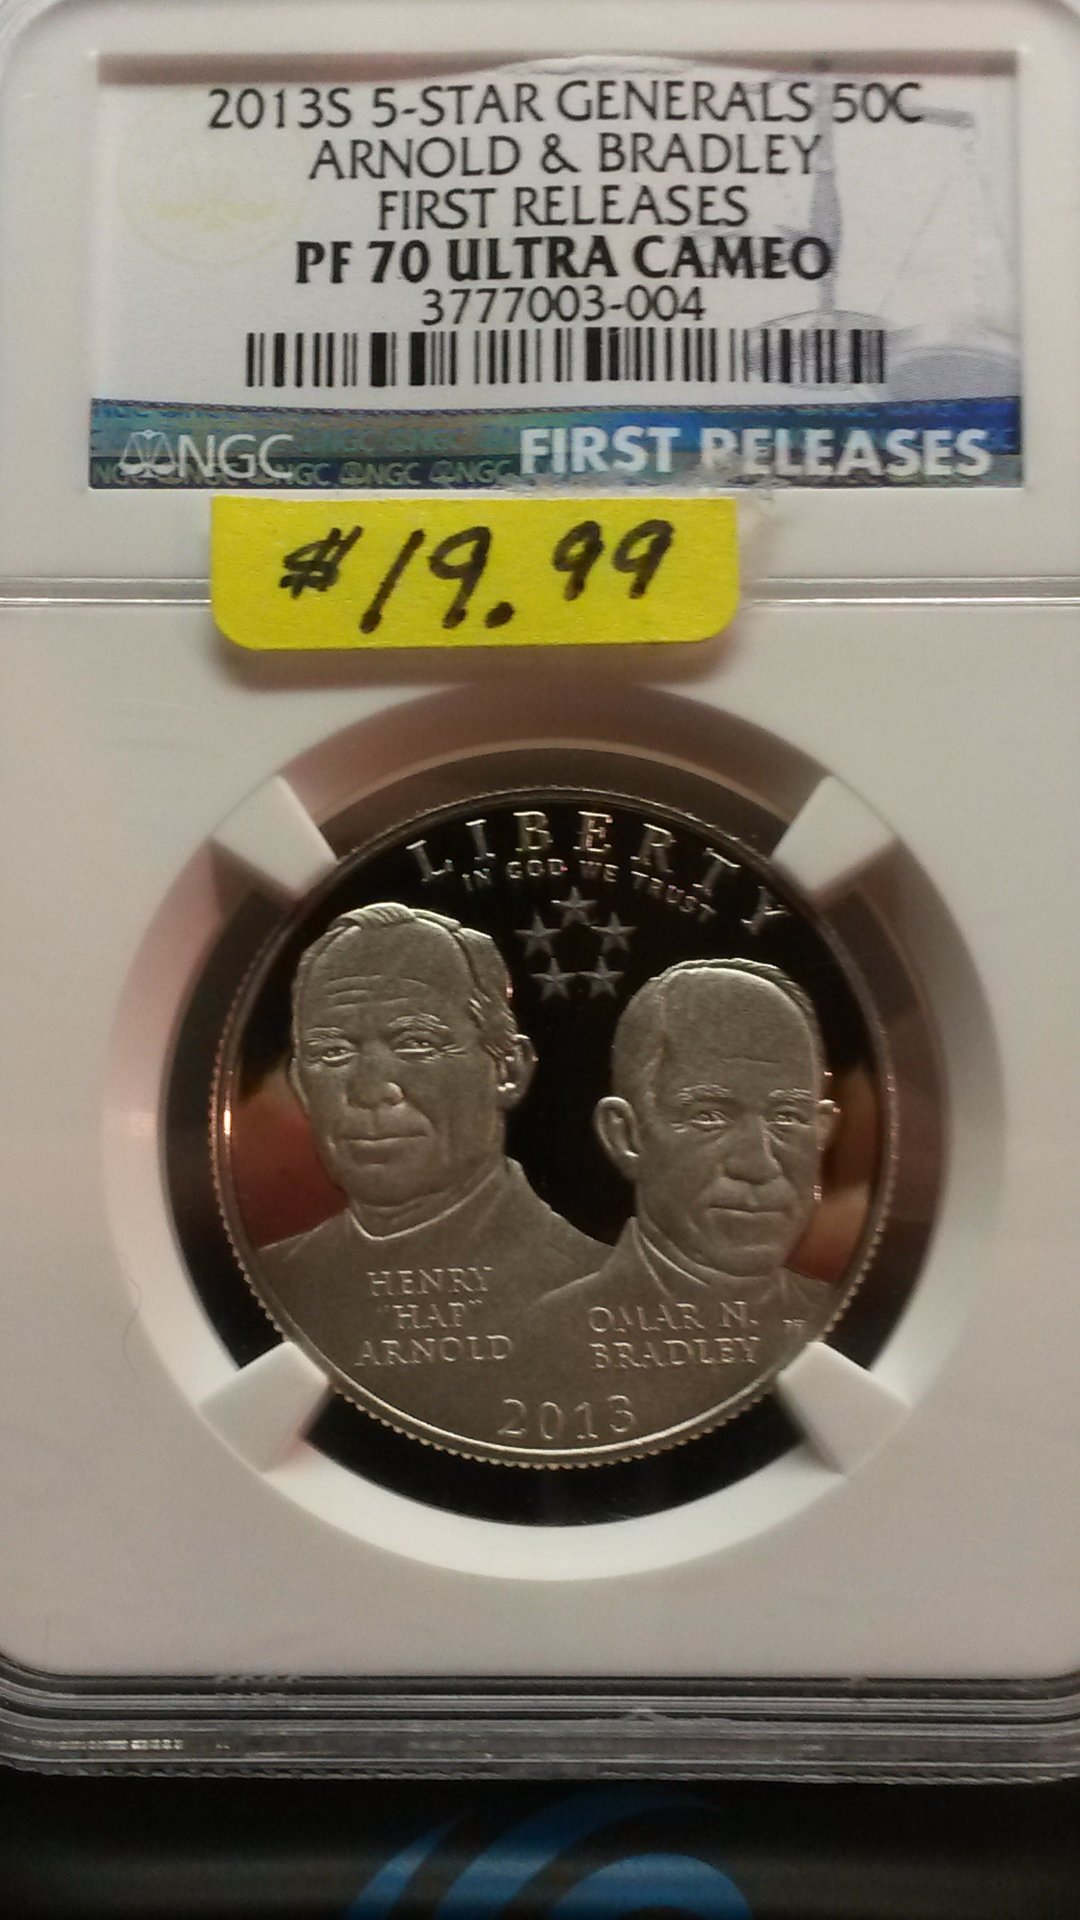 2013S 5-STAR GENERALS 50C
ARNOLD & BRADLEY
FIRST RELEASES
PF 70 ULTRA CAMEO
3777003-004
NGC FIRST RELEASES
$19.99
LIBERTY
IN GOD WE TRUST
HENRY
"HAP"
ARNOLD
OMAR N.
BRADLEY
2013